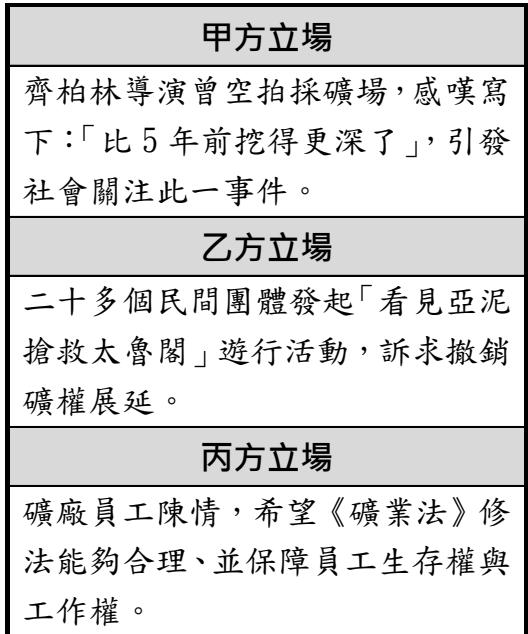 甲方立場
齊柏林導演曾空拍採礦場，感嘆寫
下：「比 5 年前挖得更深了」，引發
社會關注此一事件。
乙方立場
二十多個民間團體發起「看見亞泥
搶救太魯閣」遊行活動，訴求撤銷
礦權展延。
丙方立場
礦廠員工陳情，希望《礦業法》修
法能夠合理、並保障員工生存權與
工作權。